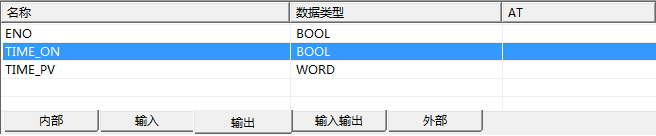 名称 数据类型 AT
ENO BOOL
TIME_ON BOOL
TIME_PV WORD
内部 输入 输出 输入输出 外部